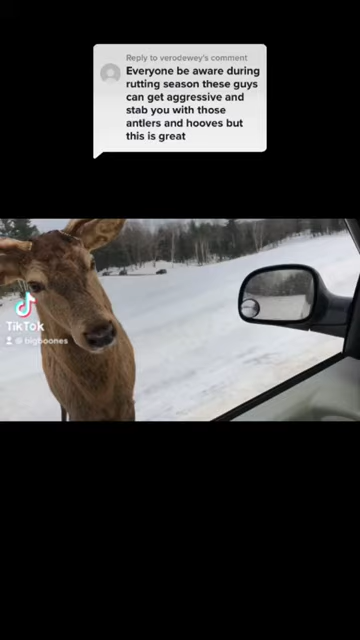 Reply to verodewey's comment
Everyone be aware during
rutting season these guys
can get aggressive and
stab you with those
antlers and hooves but
this is great
TikTok
@ bigboones